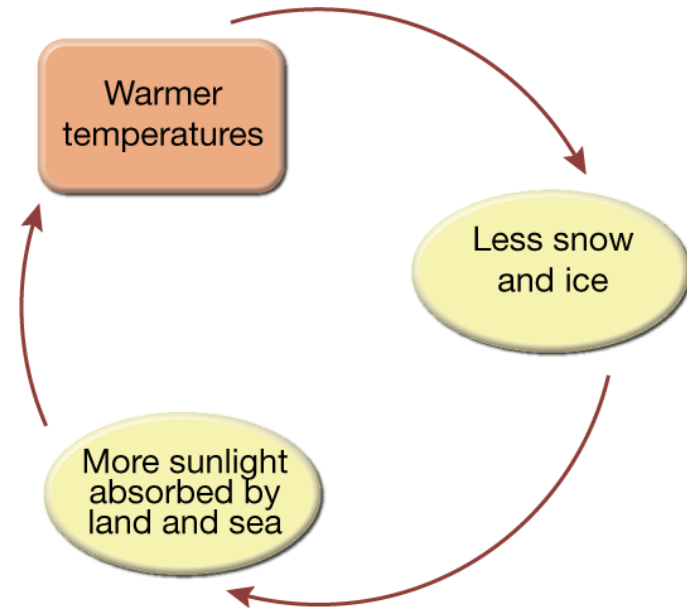 Warmer
temperatures
Less snow
and ice
More sunlight
absorbed by
land and sea